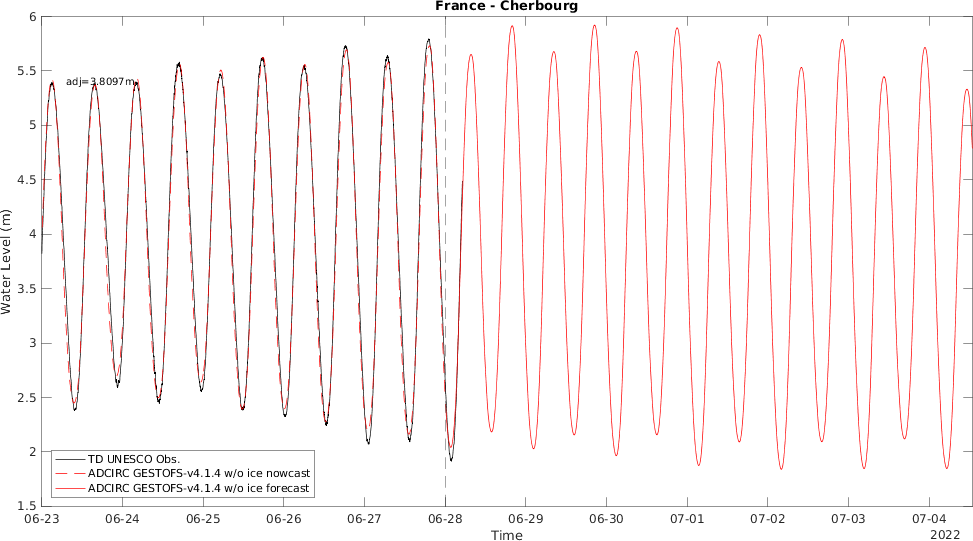 France - Cherbourg
6
5.5
5
4.5
4
3.5
3
2.5
2
1.5
Water Level (m)
adj=3.8097m
TD UNESCO Obs.
ADCIRC GESTOFS-v4.1.4 w/o ice nowcast
ADCIRC GESTOFS-v4.1.4 w/o ice forecast
06-23 06-24 06-25 06-26 06-27 06-28 06-29 06-30 07-01 07-02 07-03 07-04
Time
2022